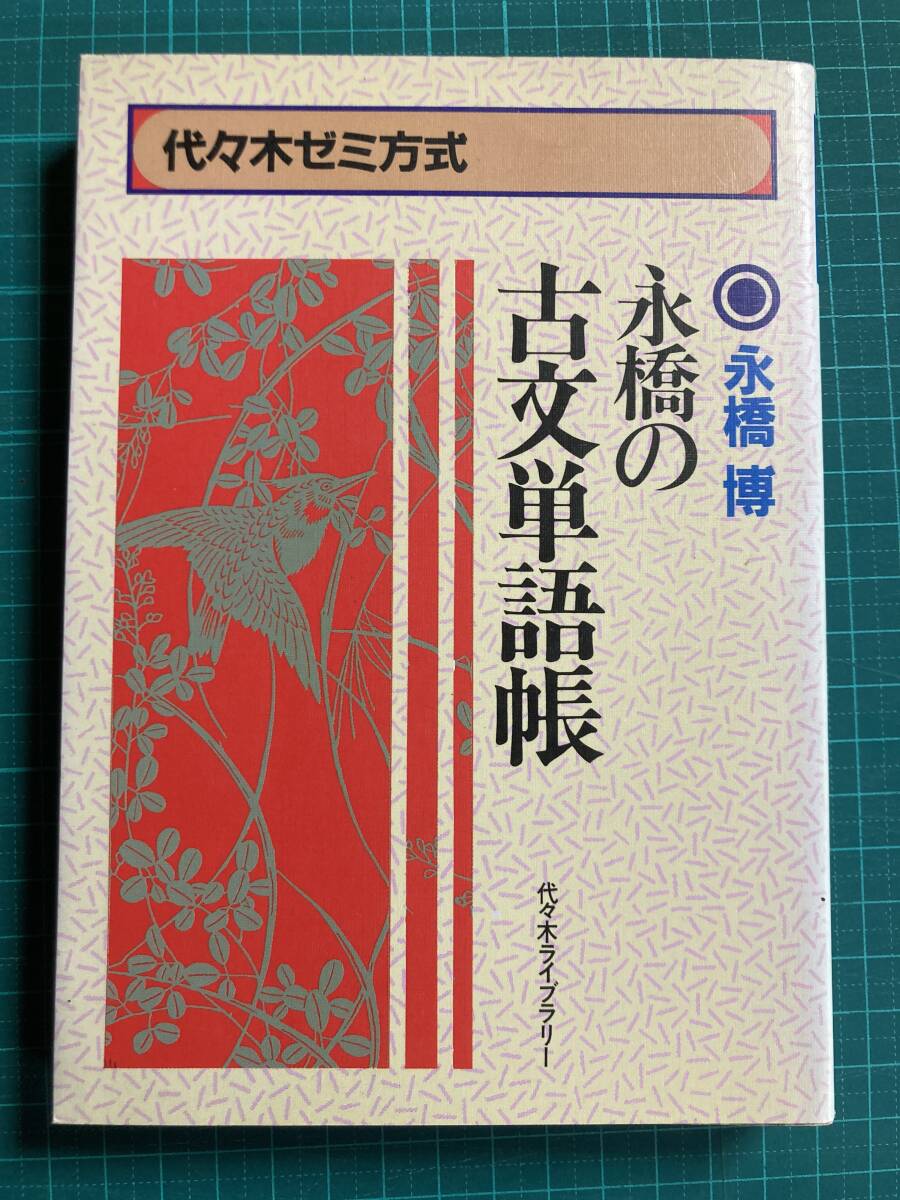 代々木ゼミ方式
永橋 博
永橋の
古文単語帳
代々木ライブラリー